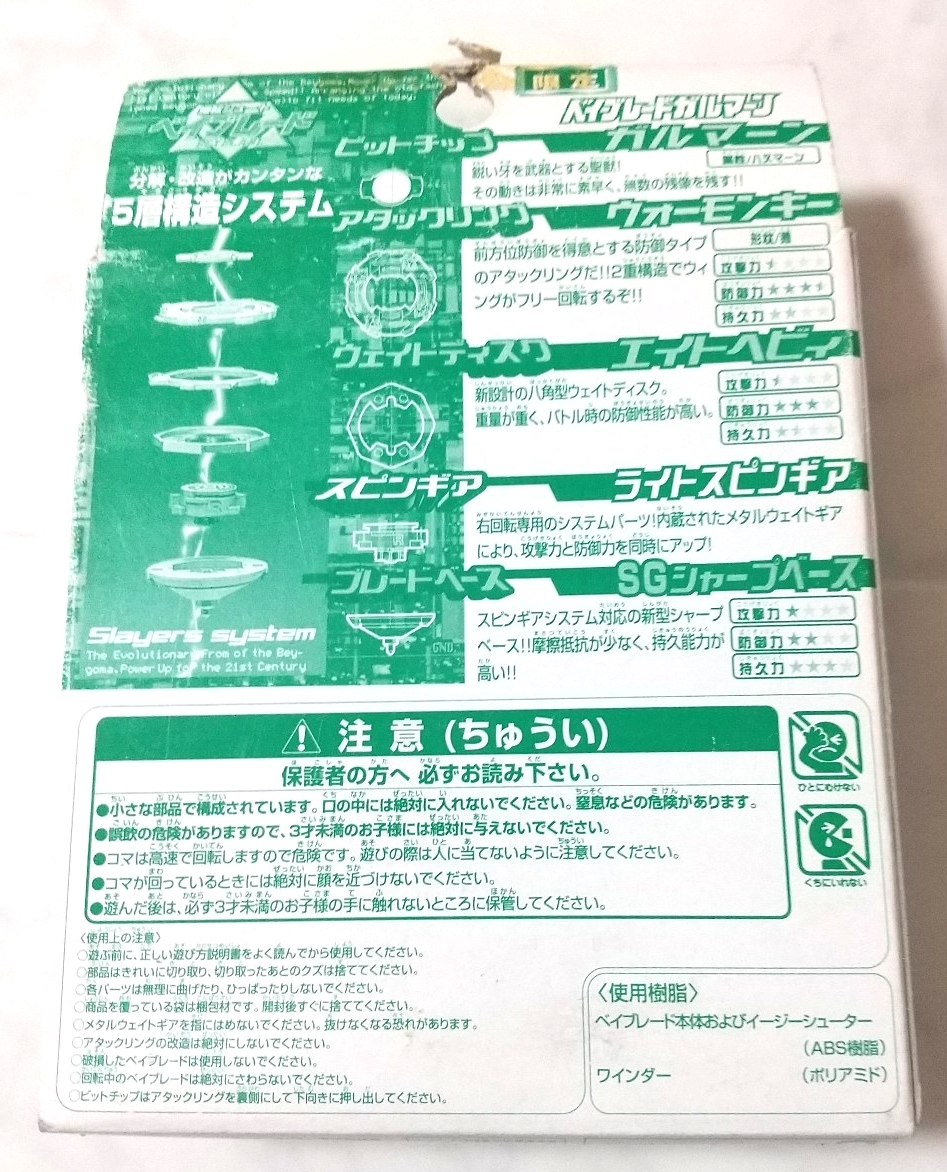 限定
ベイブレードガルマーン
ベイブレード
分解・改造がカンタンな
5層構造システム
ビットチップ
ガルマーン
鋭い牙を武器とする聖獣!
その動きは非常に素早く、無数の残像を残す!!
アタックリング
ウォーモンキー
前方位防御を得意とする防御タイプ
のアタックリングだ!!2重構造でウィ
ングがフリー回転するぞ!!
攻撃力
防御力
持久力
ウェイトディスク
エイトヘビィ
新設計の八角型ウェイトディスク。
重量が重く、バトル時の防御性能が高い。
攻撃力
防御力
持久力
スピンギア
ライトスピンギア
右回転専用のシステムパーツ!内蔵されたメタルウェイトギア
により、攻撃力と防御力を同時にアップ!
R
ブレードベース
SGシャープベース
スピンギアシステム対応の新型シャープ
ベース!!摩擦抵抗が少なく、持久能力が
高い!!
攻撃力
防御力
持久力
Slayers system
The Evolutionary From of the Bey-
goma.Power Up for the 21st Century
注意(ちゅうい)
保護者の方へ 必ずお読み下さい。
●小さな部品で構成されています。口の中には絶対に入れないでください。窒息などの危険があります。
●誤飲の危険がありますので、3才未満のお子様には絶対に与えないでください。
●コマは高速で回転しますので危険です。遊びの際は人に当てないように注意してください。
●コマが回っているときには絶対に顔を近づけないでください。
●遊んだ後は、必ず3才未満のお子様の手に触れないところに保管してください。
ひとにむけない
くちにいれない
〈使用上の注意〉
○遊ぶ前に、正しい遊び方説明書をよく読んでから使用してください。
○部品はきれいに切り取り、切り取ったあとのクズは捨ててください。
○各パーツは無理に曲げたり、ひっぱったりしないでください。
○商品を覆っている袋は梱包材です。開封後すぐに捨ててください。
○メタルウェイトギアを指にはめないでください。抜けなくなる恐れがあります。
○アタックリングの改造は絶対にしないでください。
○破損したベイブレードは使用しないでください。
○回転中のベイブレードは絶対にさわらないでください。
○ビットチップはアタックリングを裏側にして下向きに押し出してください。
〈使用樹脂〉
ベイブレード本体およびイージーシューター
(ABS樹脂)
ワインダー (ポリアミド)